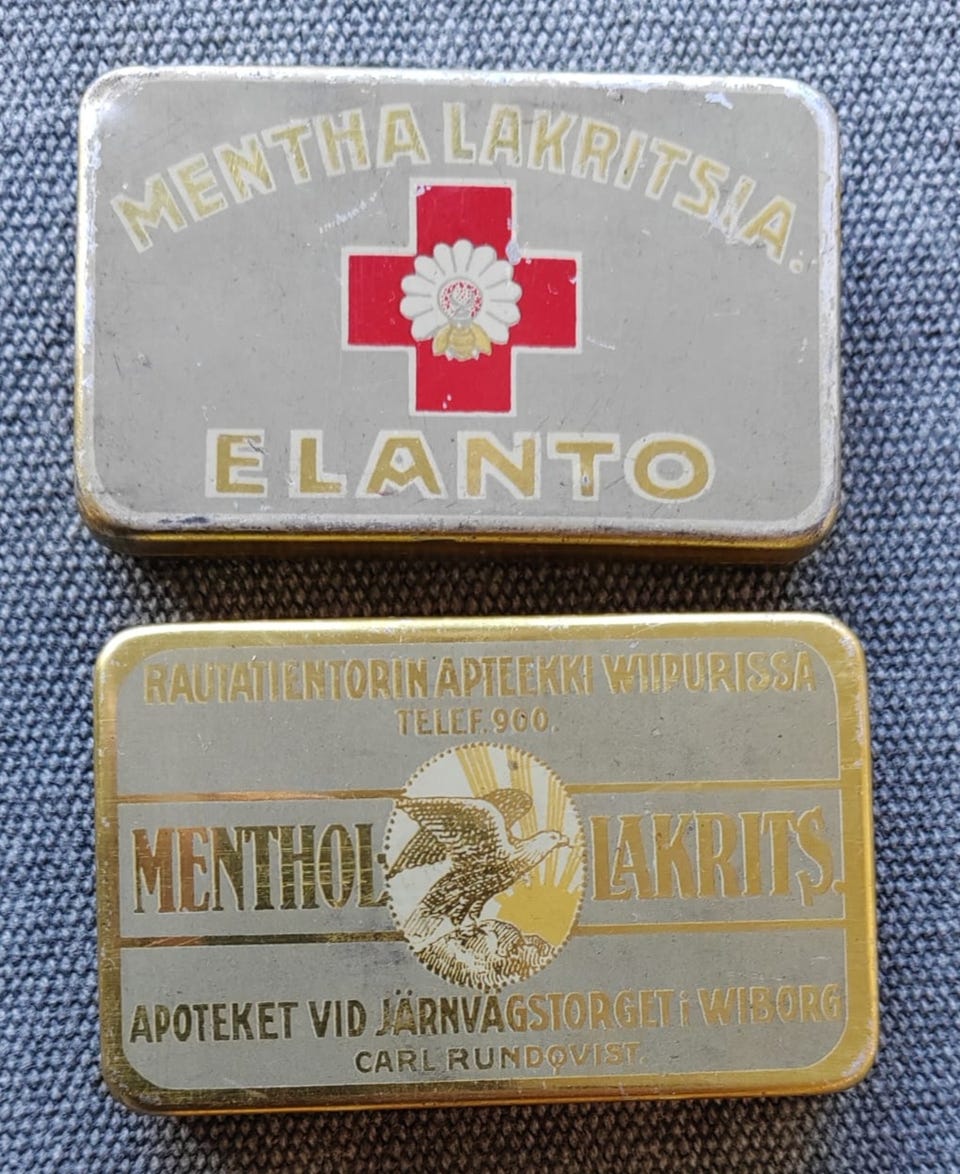 MENTHA LAKRITSIA.
ELANTO
RAUTATIENTORIN APTEEKKI WIIPURISSA
TELEF. 900.
MENTHOL-LAKRITS.
APOTEKET VID JÄRNVÄGSTORGET i WIBORG
CARL RUNDQVIST.